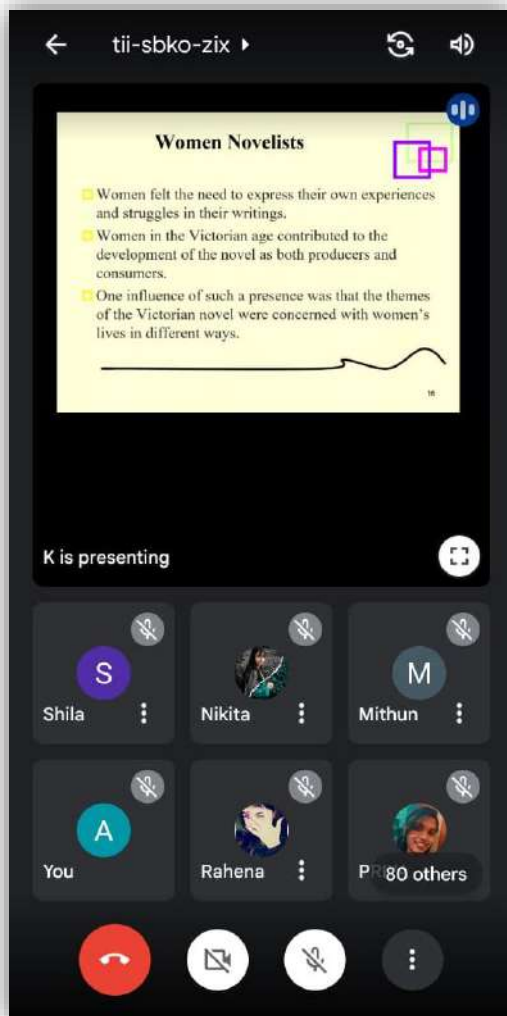 tii-sbko-zix
Women Novelists
Women felt the need to express their own experiences
and struggles in their writings.
Women in the Victorian age contributed to the
development of the novel as both producers and
consumers.
One influence of such a presence was that the themes
of the Victorian novel were concerned with women's
lives in different ways.
K is presenting
S
M
Shila
Nikita
Mithun
A
You
Rahena
80 others